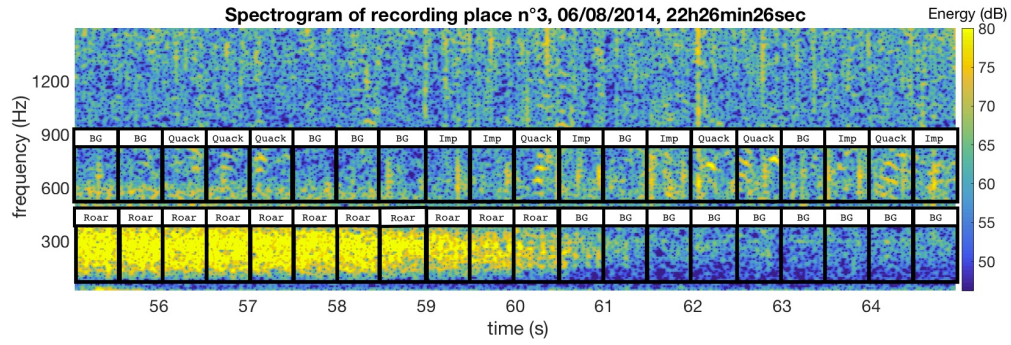 Spectrogram of recording place n°3, 06/08/2014, 22h26min26sec
Energy (dB)
80
75
70
65
60
55
50
frequency (Hz)
1200
900
600
300
BG BG Quack Quack Quack BG BG BG Imp Imp Quack Imp BG Imp Quack Quack BG Imp Quack Imp
Roar Roar Roar Roar Roar Roar Roar Roar Roar Roar Roar BG BG BG BG BG BG BG BG BG
56 57 58 59 60 61 62 63 64
time (s)